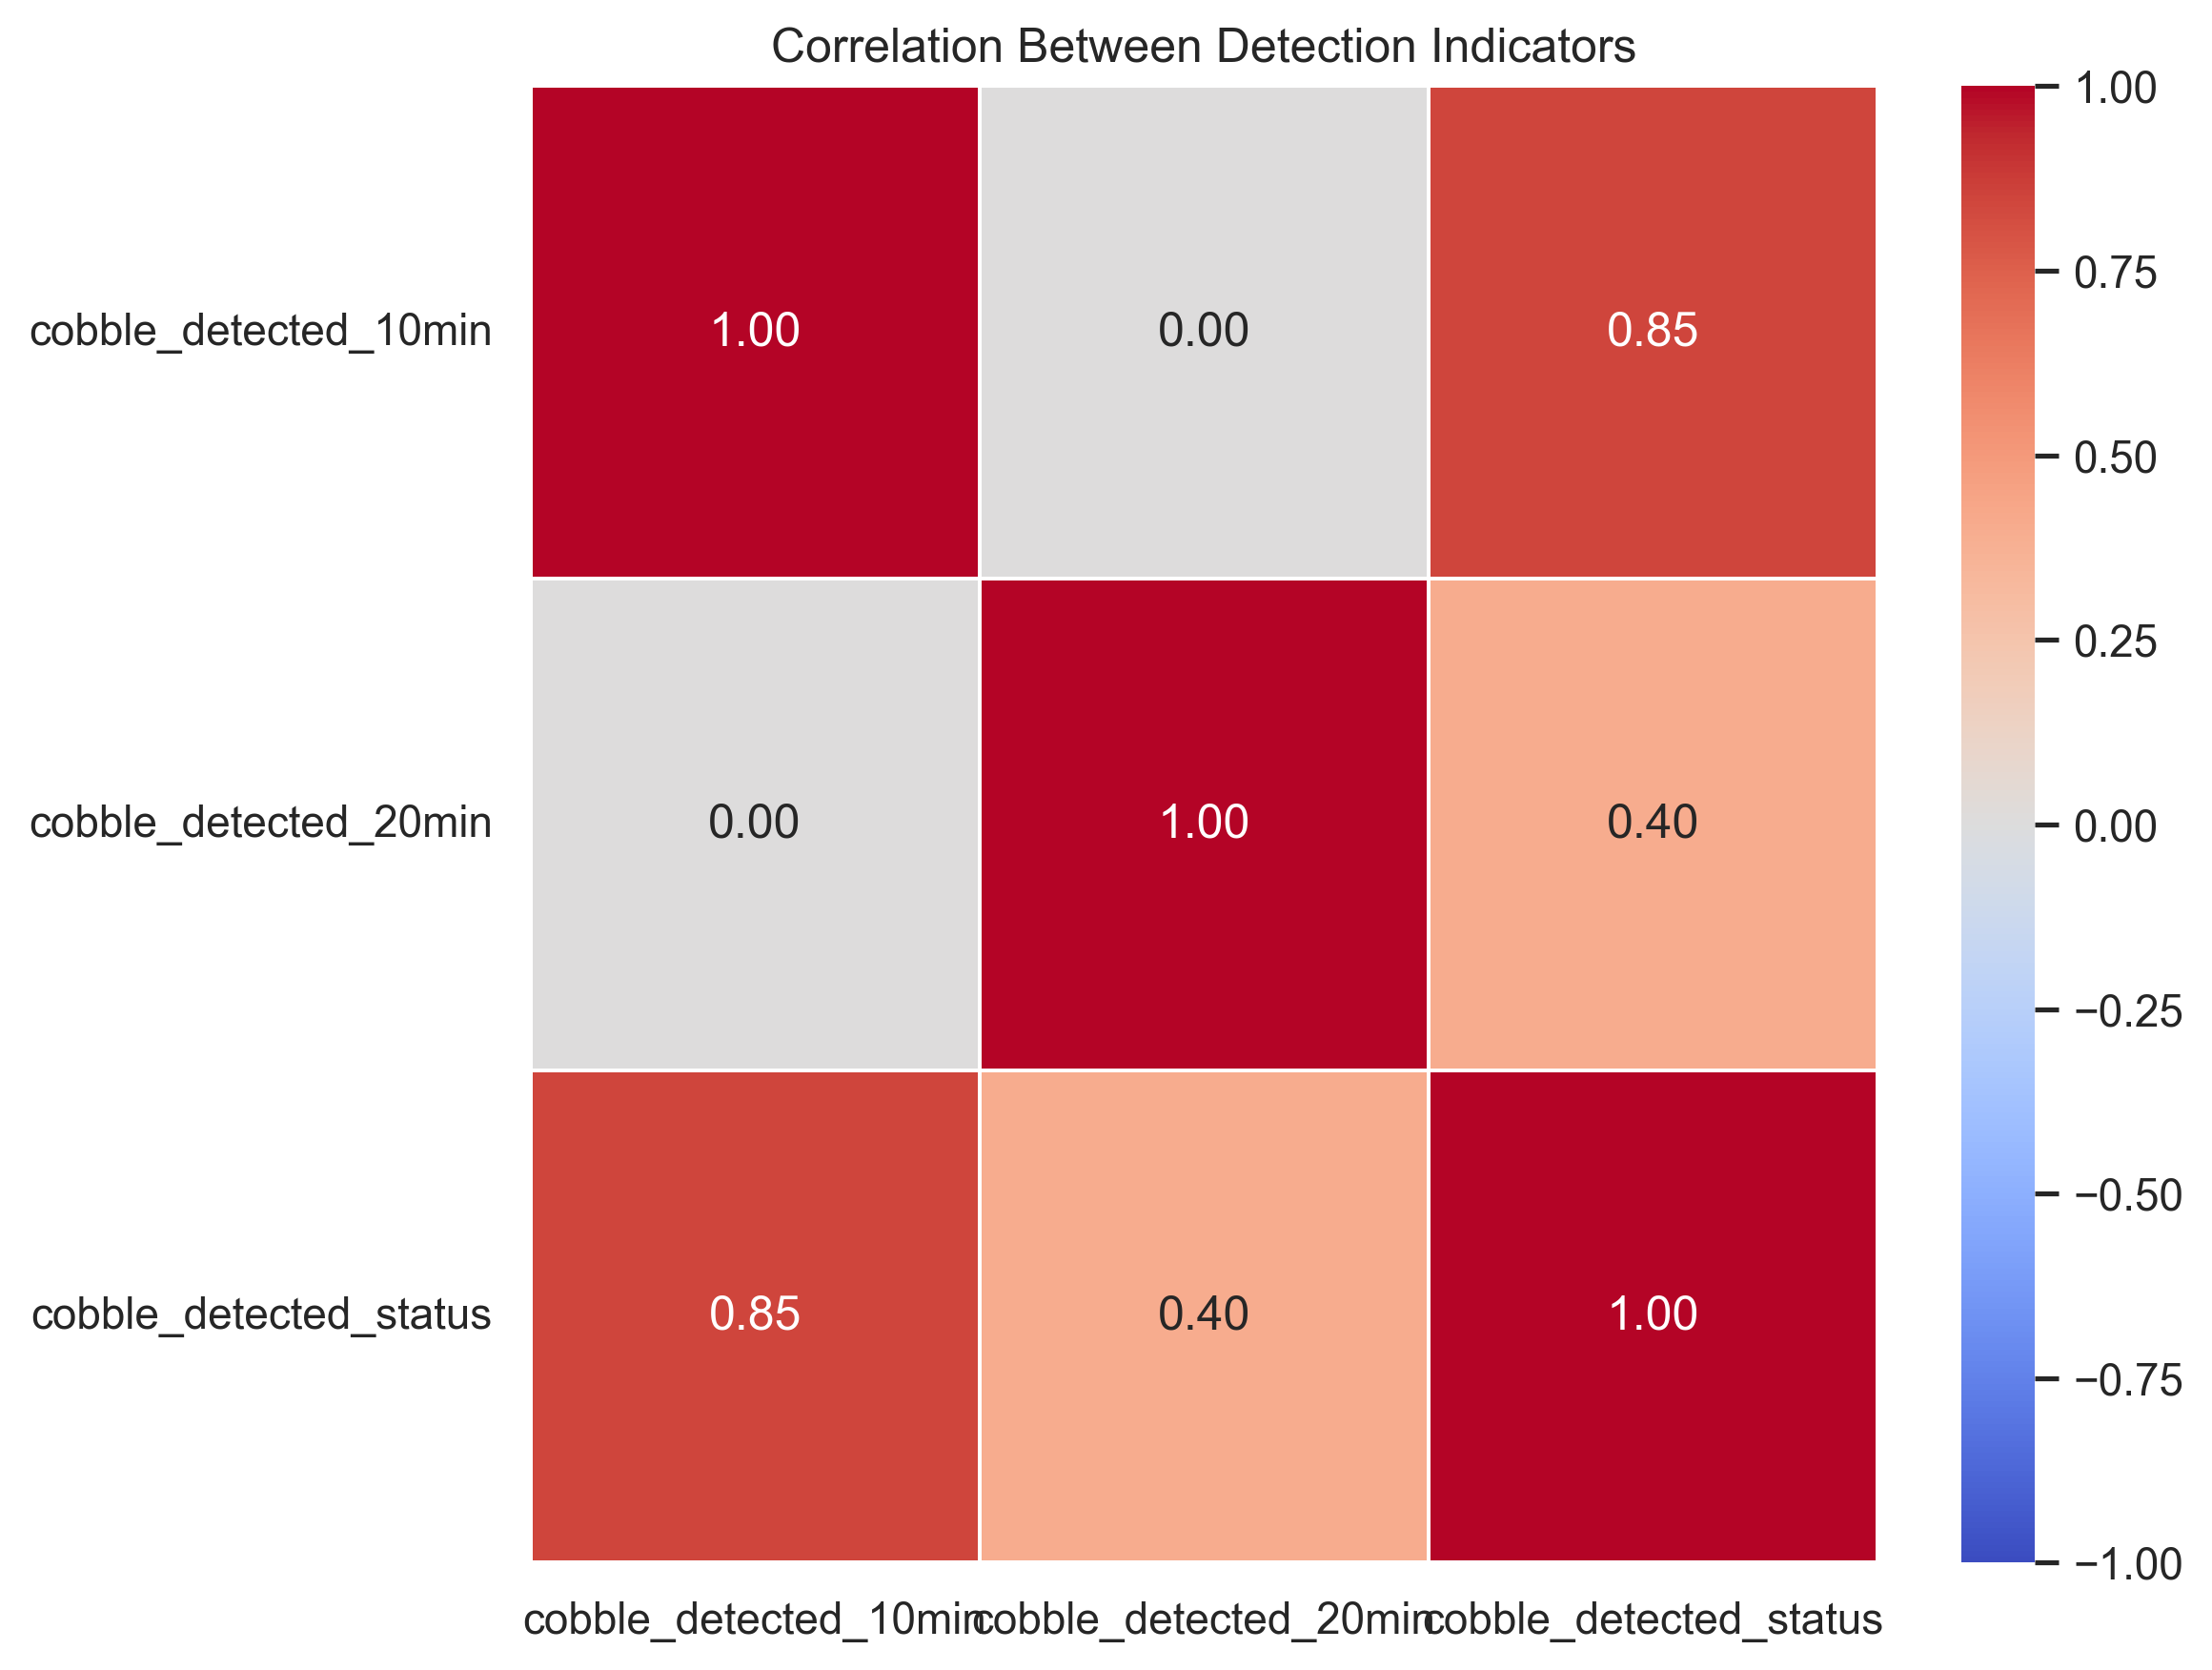 Correlation Between Detection Indicators
cobble_detected_10min
1.00
0.00
0.85
cobble_detected_20min
0.00
1.00
0.40
cobble_detected_status
0.85
0.40
1.00
cobble_detected_10min
cobble_detected_20min
cobble_detected_status
1.00
0.75
0.50
0.25
0.00
−0.25
−0.50
−0.75
−1.00